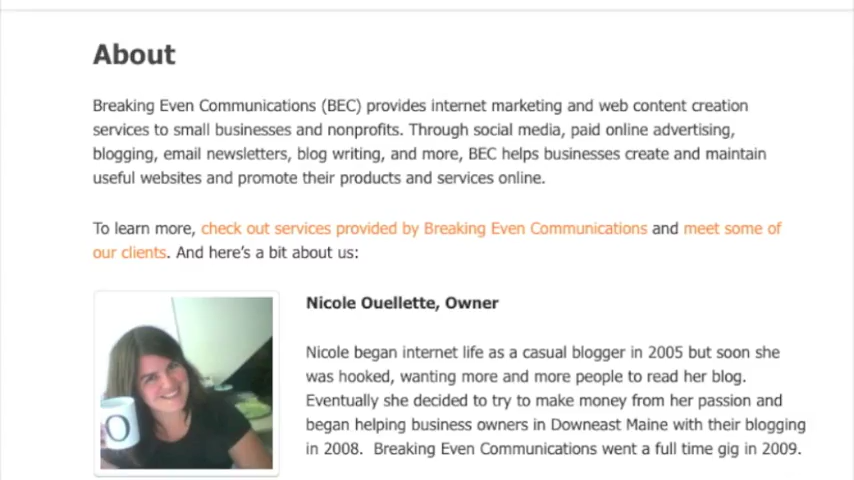 About
Breaking Even Communications (BEC) provides internet marketing and web content creation
services to small businesses and nonprofits. Through social media, paid online advertising,
blogging, email newsletters, blog writing, and more, BEC helps businesses create and maintain
useful websites and promote their products and services online.
To learn more, check out services provided by Breaking Even Communications and meet some of
our clients. And here's a bit about us:
Nicole Ouellette, Owner
Nicole began internet life as a casual blogger in 2005 but soon she
was hooked, wanting more and more people to read her blog.
Eventually she decided to try to make money from her passion and
began helping business owners in Downeast Maine with their blogging
in 2008.  Breaking Even Communications went a full time gig in 2009.
O